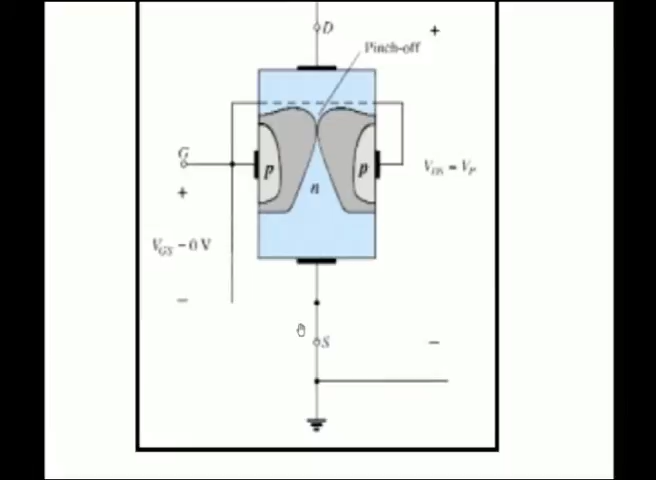 D
+
Pinch-off
G
+
p
p
n
V_DS = V_P
V_GS = 0 V
−
S
−